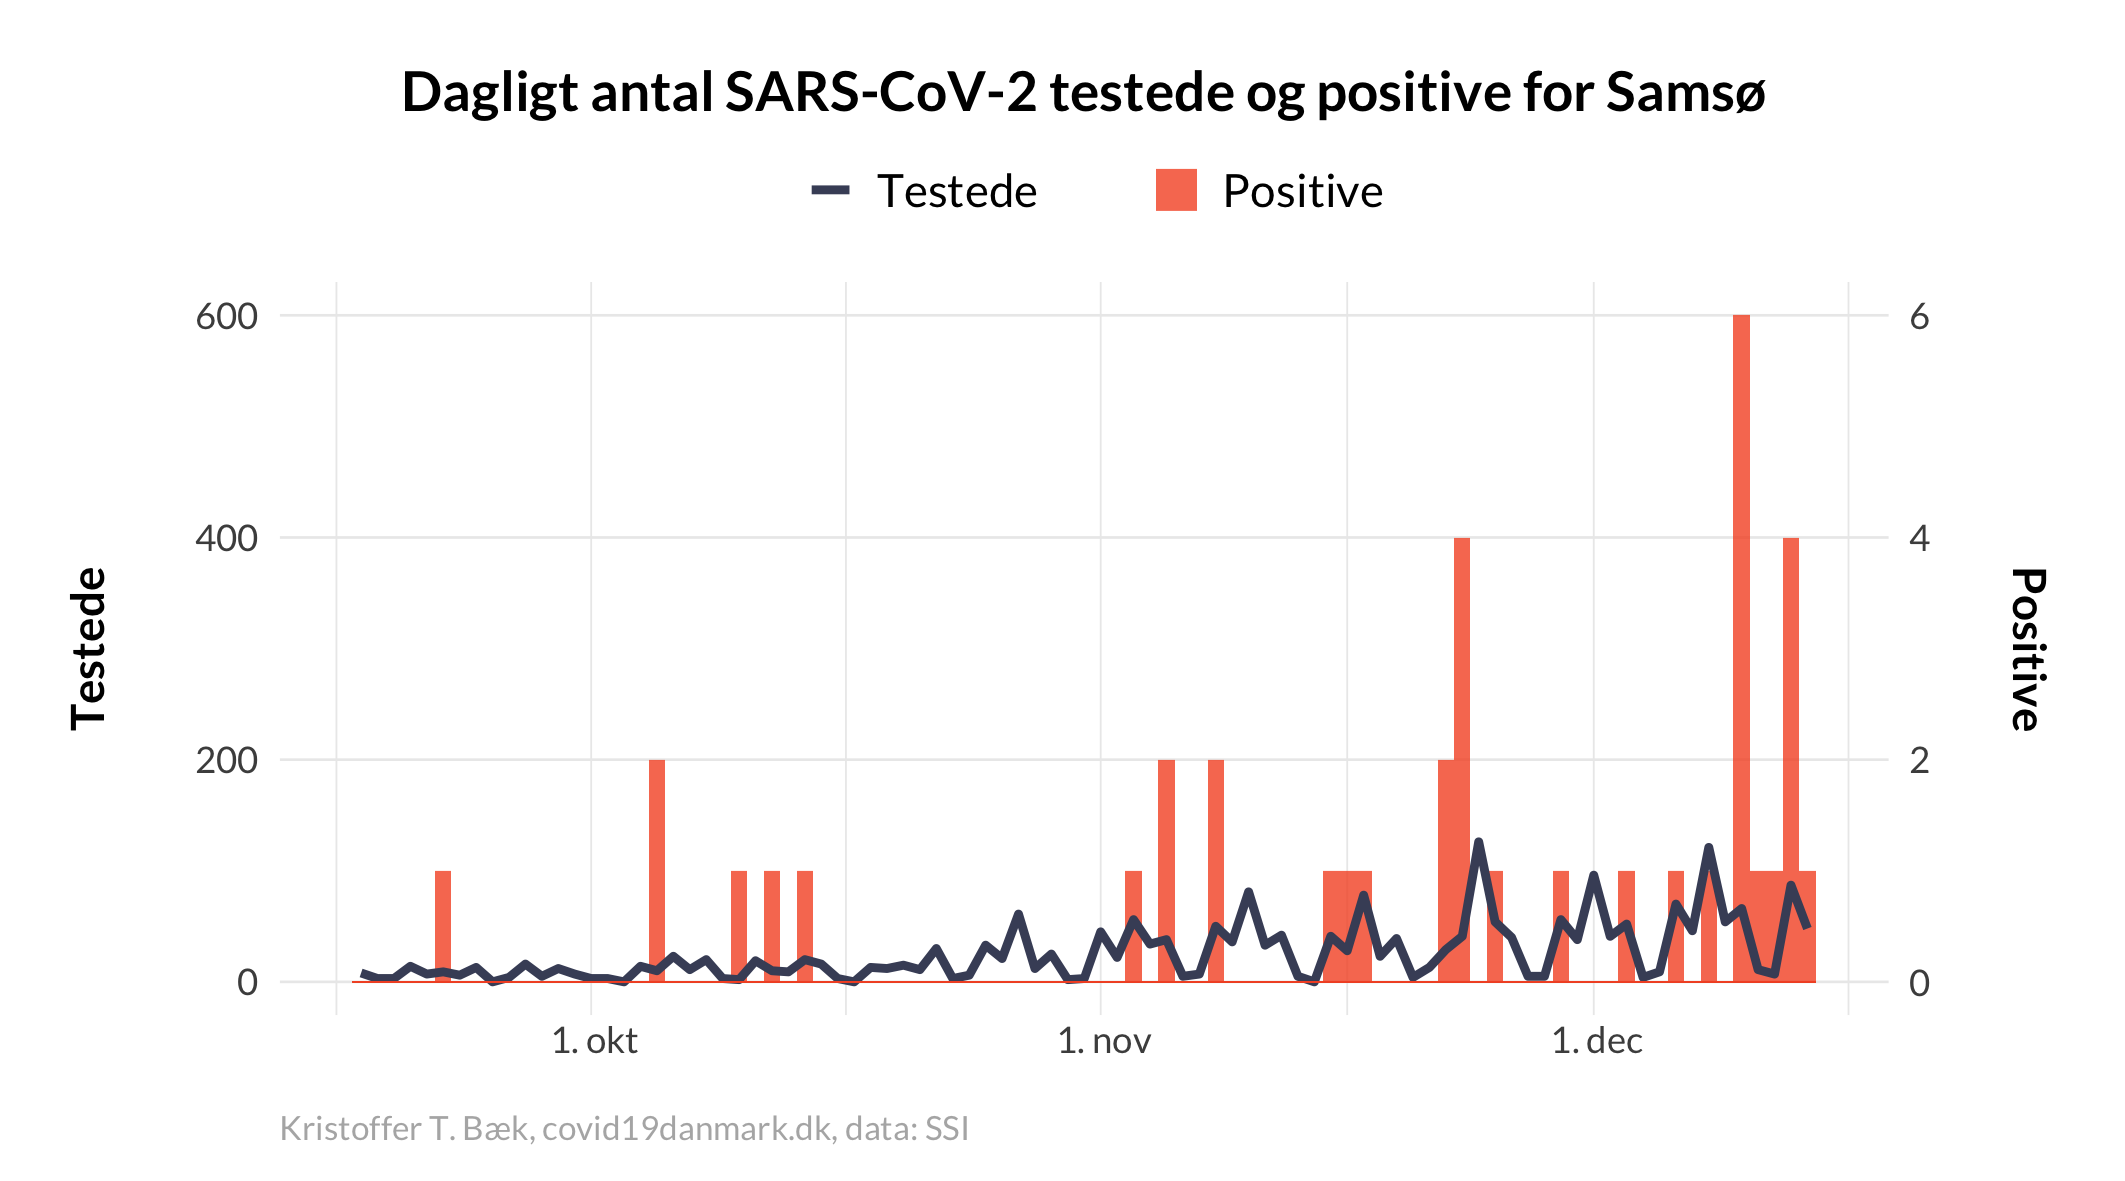 Dagligt antal SARS-CoV-2 testede og positive for Samsø
Testede Positive
600 6
400 4
200 2
0 0
Testede
Positive
1. okt 1. nov 1. dec
Kristoffer T. Bæk, covid19danmark.dk, data: SSI